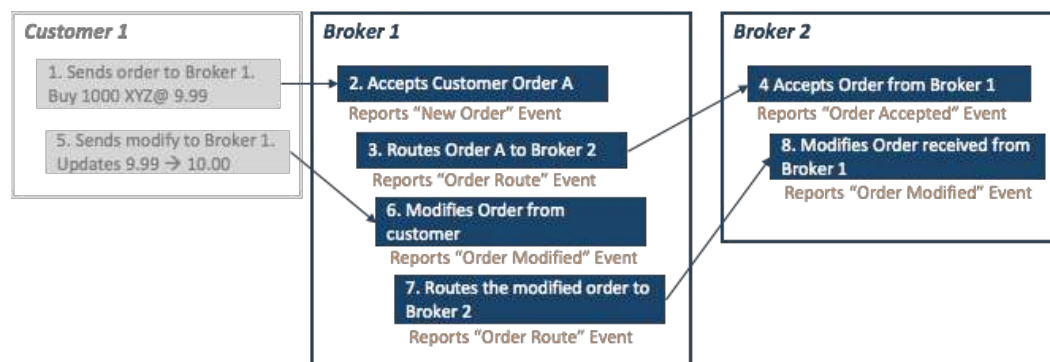 Customer 1
1. Sends order to Broker 1.
Buy 1000 XYZ@ 9.99
5. Sends modify to Broker 1.
Updates 9.99 → 10.00
Broker 1
2. Accepts Customer Order A
Reports “New Order” Event
3. Routes Order A to Broker 2
Reports “Order Route” Event
6. Modifies Order from
customer
Reports “Order Modified” Event
7. Routes the modified order to
Broker 2
Reports “Order Route” Event
Broker 2
4 Accepts Order from Broker 1
Reports “Order Accepted” Event
8. Modifies Order received from
Broker 1
Reports “Order Modified” Event